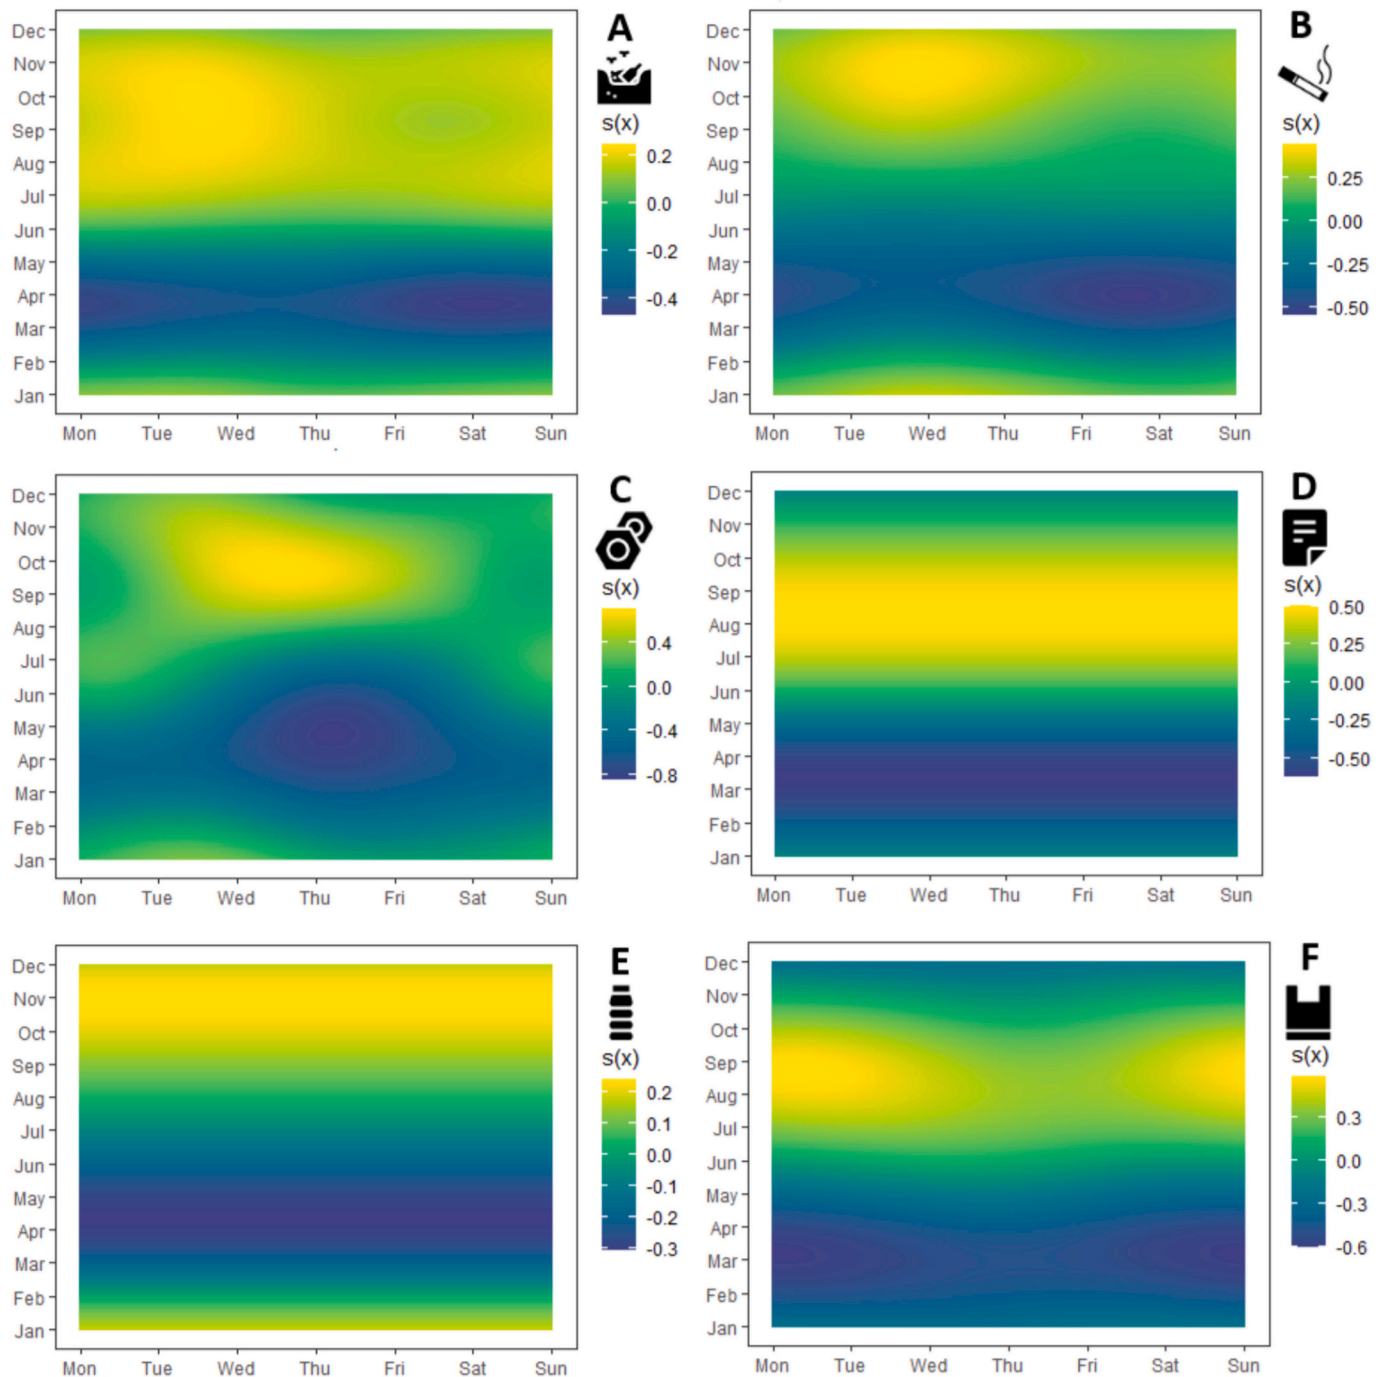 A
s(x)
0.2
0.0
-0.2
-0.4
Dec
Nov
Oct
Sep
Aug
Jul
Jun
May
Apr
Mar
Feb
Jan
Mon Tue Wed Thu Fri Sat Sun
B
s(x)
0.25
0.00
-0.25
-0.50
Dec
Nov
Oct
Sep
Aug
Jul
Jun
May
Apr
Mar
Feb
Jan
Mon Tue Wed Thu Fri Sat Sun
C
s(x)
0.4
0.0
-0.4
-0.8
Dec
Nov
Oct
Sep
Aug
Jul
Jun
May
Apr
Mar
Feb
Jan
Mon Tue Wed Thu Fri Sat Sun
D
s(x)
0.50
0.25
0.00
-0.25
-0.50
Dec
Nov
Oct
Sep
Aug
Jul
Jun
May
Apr
Mar
Feb
Jan
Mon Tue Wed Thu Fri Sat Sun
E
s(x)
0.2
0.1
0.0
-0.1
-0.2
-0.3
Dec
Nov
Oct
Sep
Aug
Jul
Jun
May
Apr
Mar
Feb
Jan
Mon Tue Wed Thu Fri Sat Sun
F
s(x)
0.3
0.0
-0.3
-0.6
Dec
Nov
Oct
Sep
Aug
Jul
Jun
May
Apr
Mar
Feb
Jan
Mon Tue Wed Thu Fri Sat Sun